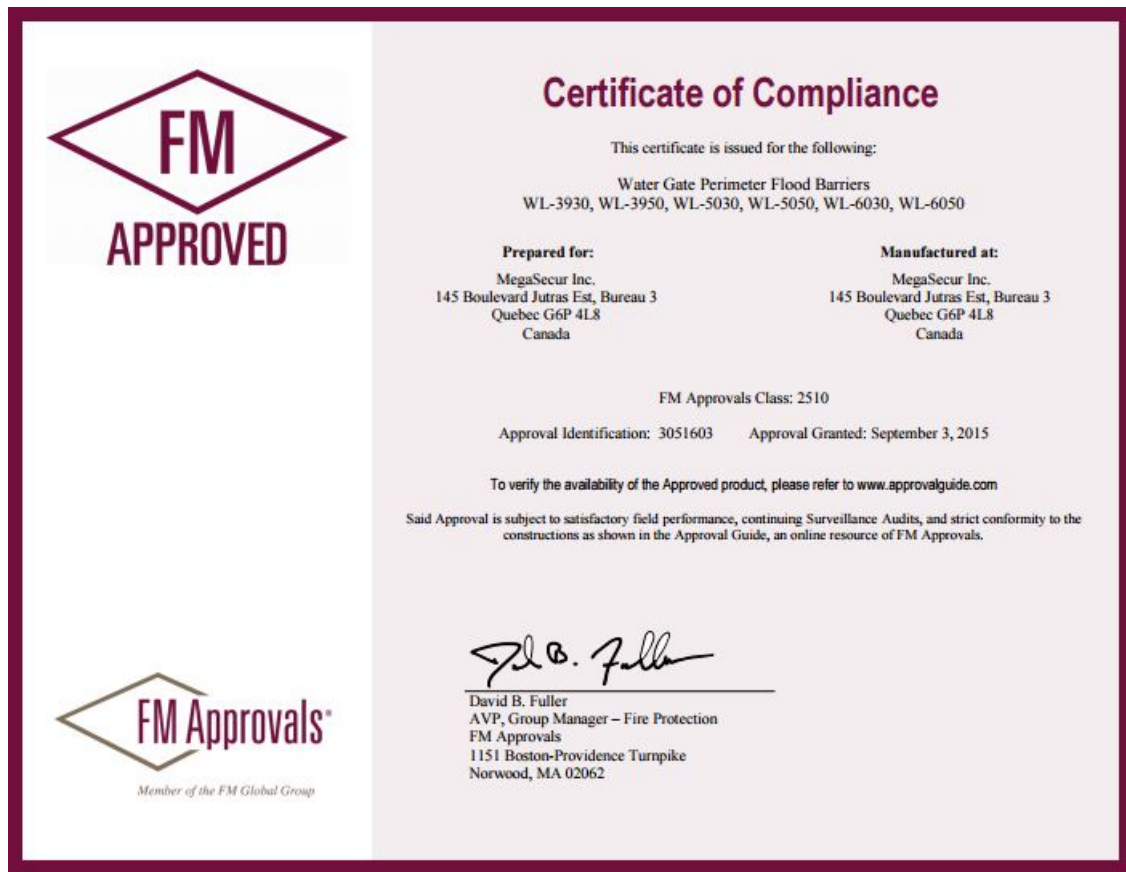 FM
APPROVED
Certificate of Compliance
This certificate is issued for the following:
Water Gate Perimeter Flood Barriers
WL-3930, WL-3950, WL-5030, WL-5050, WL-6030, WL-6050
Prepared for:
MegaSecur Inc.
145 Boulevard Jutras Est, Bureau 3
Quebec G6P 4L8
Canada
Manufactured at:
MegaSecur Inc.
145 Boulevard Jutras Est, Bureau 3
Quebec G6P 4L8
Canada
FM Approvals Class: 2510
Approval Identification: 3051603 Approval Granted: September 3, 2015
To verify the availability of the Approved product, please refer to www.approvalguide.com
Said Approval is subject to satisfactory field performance, continuing Surveillance Audits, and strict conformity to the
constructions as shown in the Approval Guide, an online resource of FM Approvals.
David B. Fuller
AVP, Group Manager – Fire Protection
FM Approvals
1151 Boston-Providence Turnpike
Norwood, MA 02062
FM Approvals®
Member of the FM Global Group